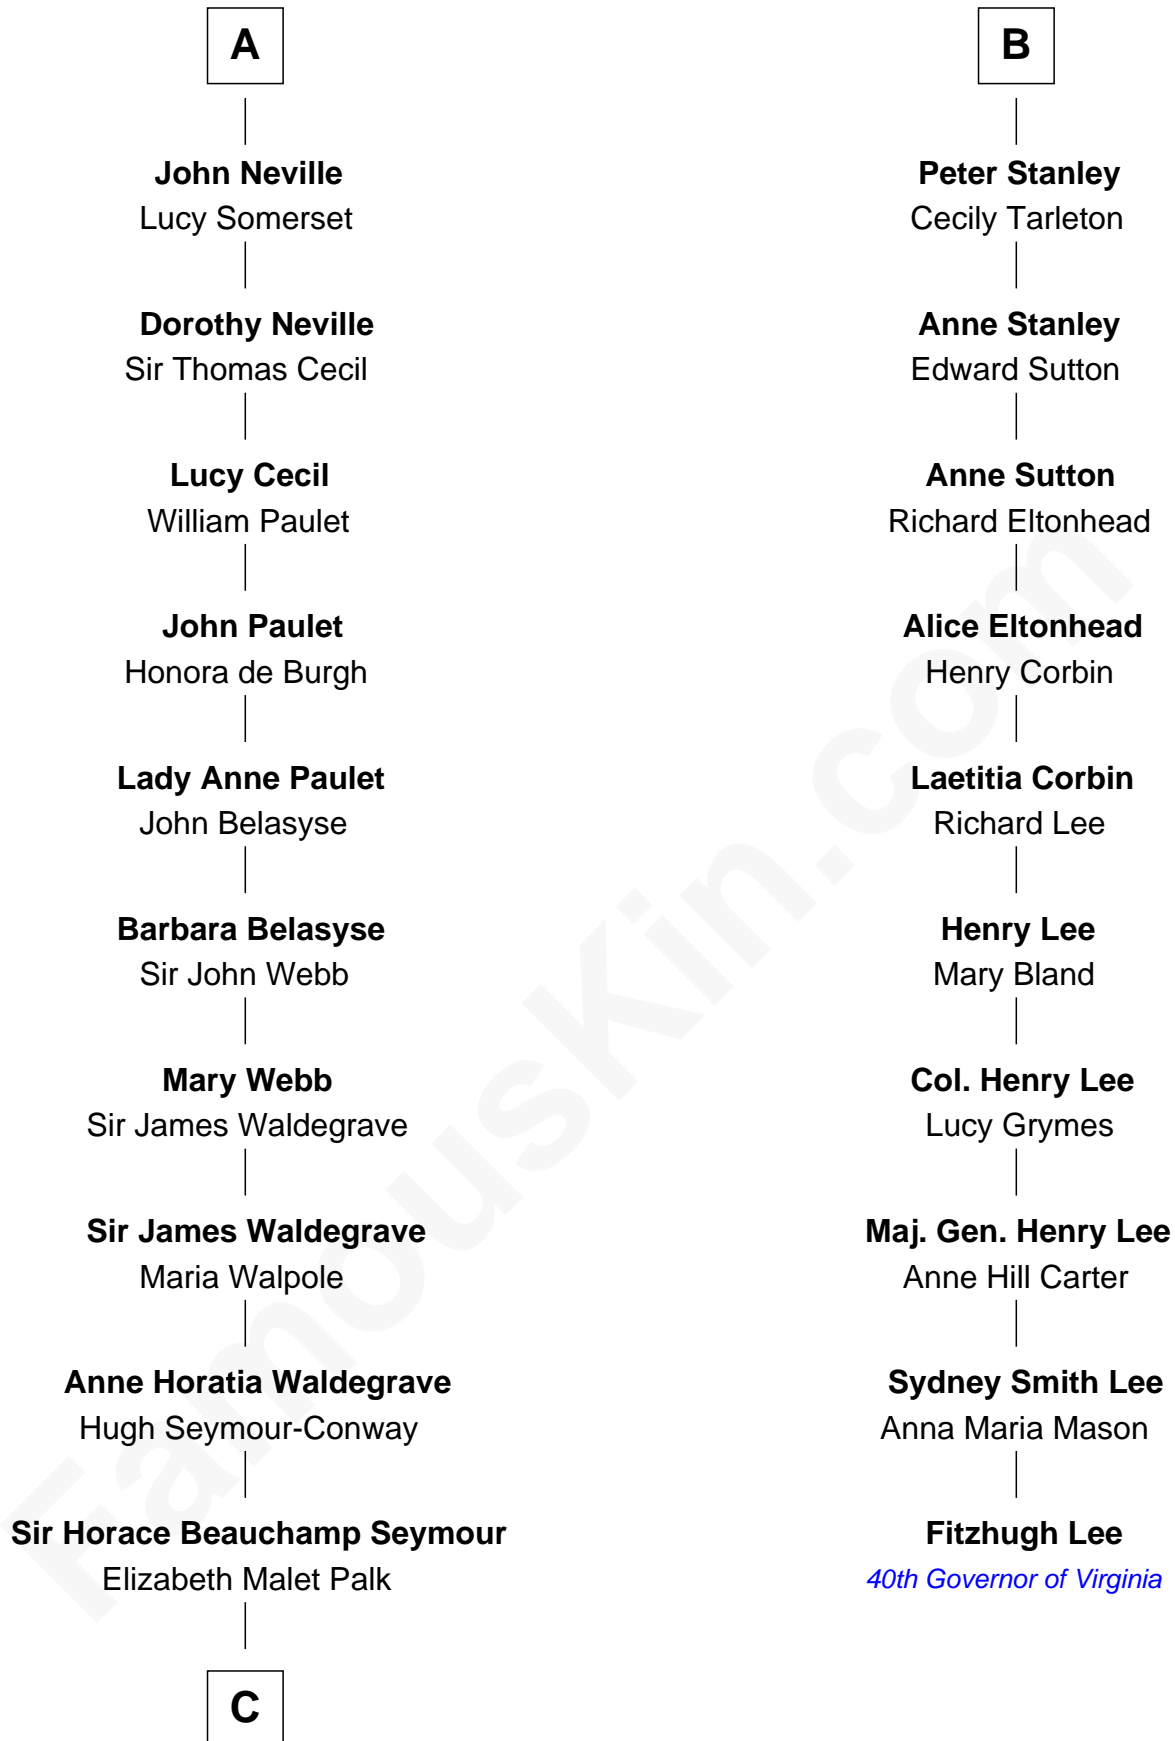 A
John Neville
Lucy Somerset
Dorothy Neville
Sir Thomas Cecil
Lucy Cecil
William Paulet
John Paulet
Honora de Burgh
Lady Anne Paulet
John Belasyse
Barbara Belasyse
Sir John Webb
Mary Webb
Sir James Waldegrave
Sir James Waldegrave
Maria Walpole
Anne Horatia Waldegrave
Hugh Seymour-Conway
Sir Horace Beauchamp Seymour
Elizabeth Malet Palk
C
B
Peter Stanley
Cecily Tarleton
Anne Stanley
Edward Sutton
Anne Sutton
Richard Eltonhead
Alice Eltonhead
Henry Corbin
Laetitia Corbin
Richard Lee
Henry Lee
Mary Bland
Col. Henry Lee
Lucy Grymes
Maj. Gen. Henry Lee
Anne Hill Carter
Sydney Smith Lee
Anna Maria Mason
Fitzhugh Lee
40th Governor of Virginia
FamousKin.com